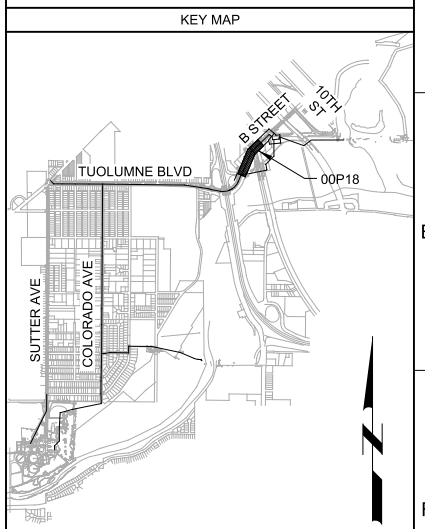 KEY MAP
B STREET
10TH
ST
TUOLUMNE BLVD
00P18
SUTTER AVE
COLORADO AVE
N